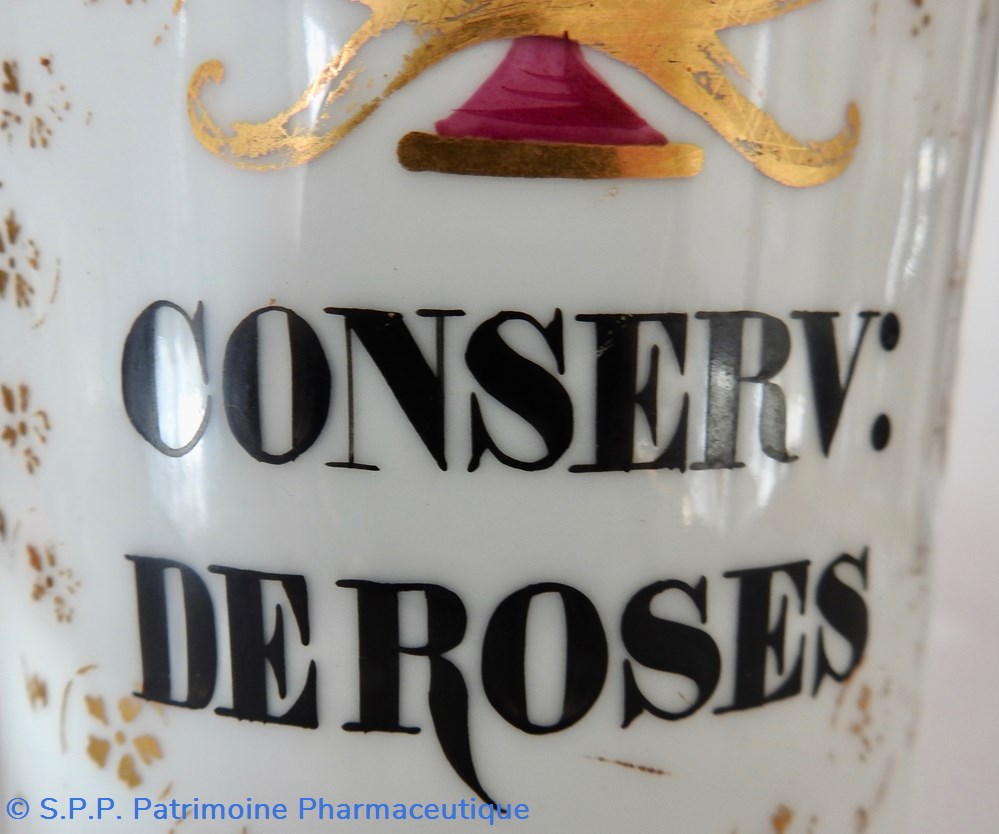 CONSERV:
DE ROSES
© S.P.P. Patrimoine Pharmaceutique